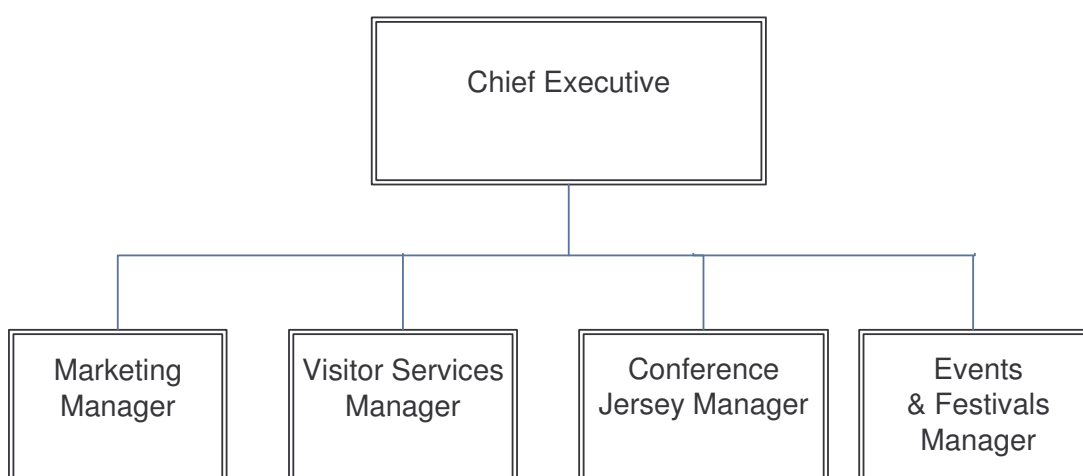 Chief Executive
Marketing
Manager
Visitor Services
Manager
Conference
Jersey Manager
Events
& Festivals
Manager